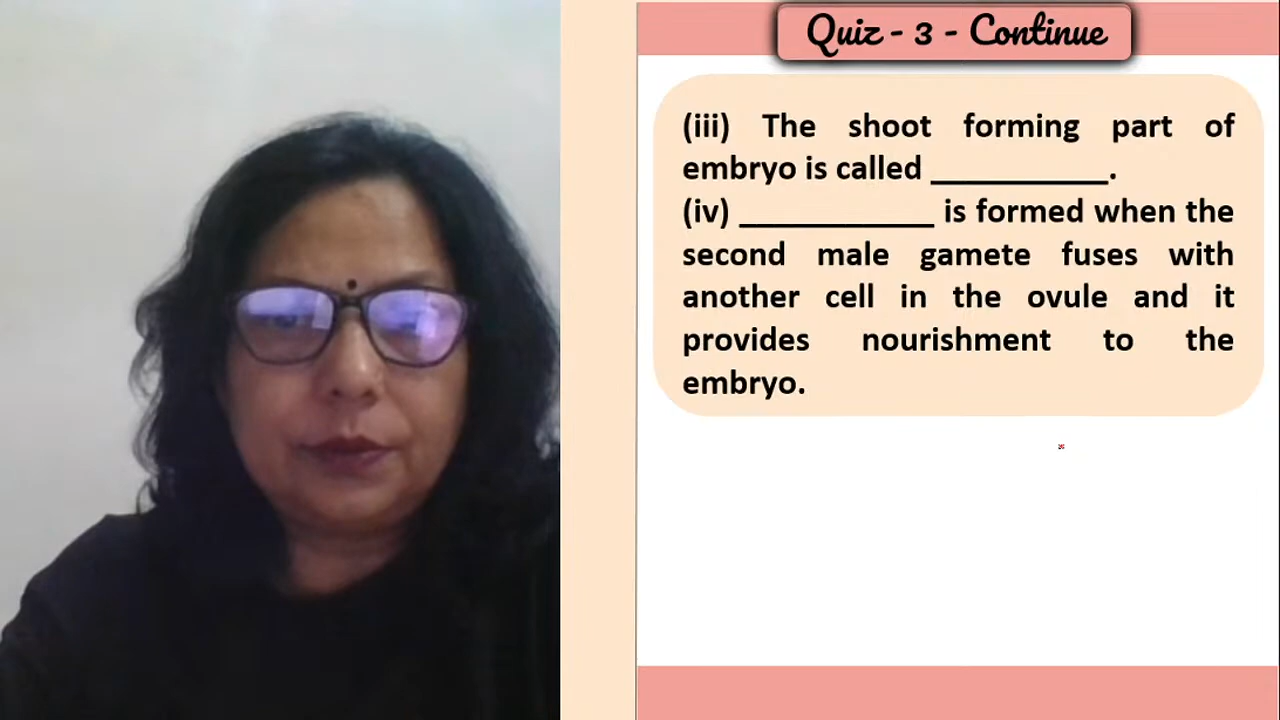 Quiz - 3 - Continue
(iii) The shoot forming part of
embryo is called __________.
(iv) ___________ is formed when the
second male gamete fuses with
another cell in the ovule and it
provides nourishment to the
embryo.